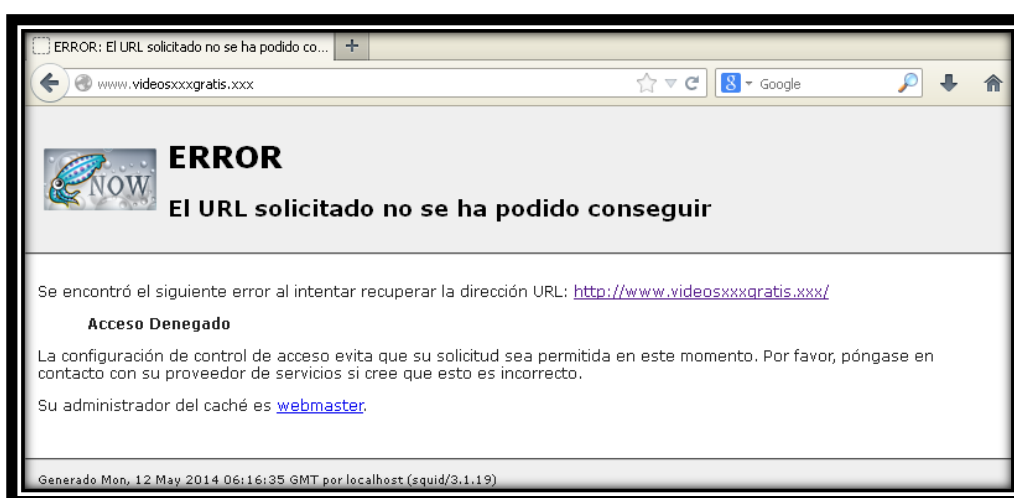 ERROR: El URL solicitado no se ha podido co...
www.videosxxxgratis.xxx
Google
NOW
ERROR
El URL solicitado no se ha podido conseguir
Se encontró el siguiente error al intentar recuperar la dirección URL: http://www.videosxxxgratis.xxx/
Acceso Denegado
La configuración de control de acceso evita que su solicitud sea permitida en este momento. Por favor, póngase en
contacto con su proveedor de servicios si cree que esto es incorrecto.
Su administrador del caché es webmaster.
Generado Mon, 12 May 2014 06:16:35 GMT por localhost (squid/3.1.19)